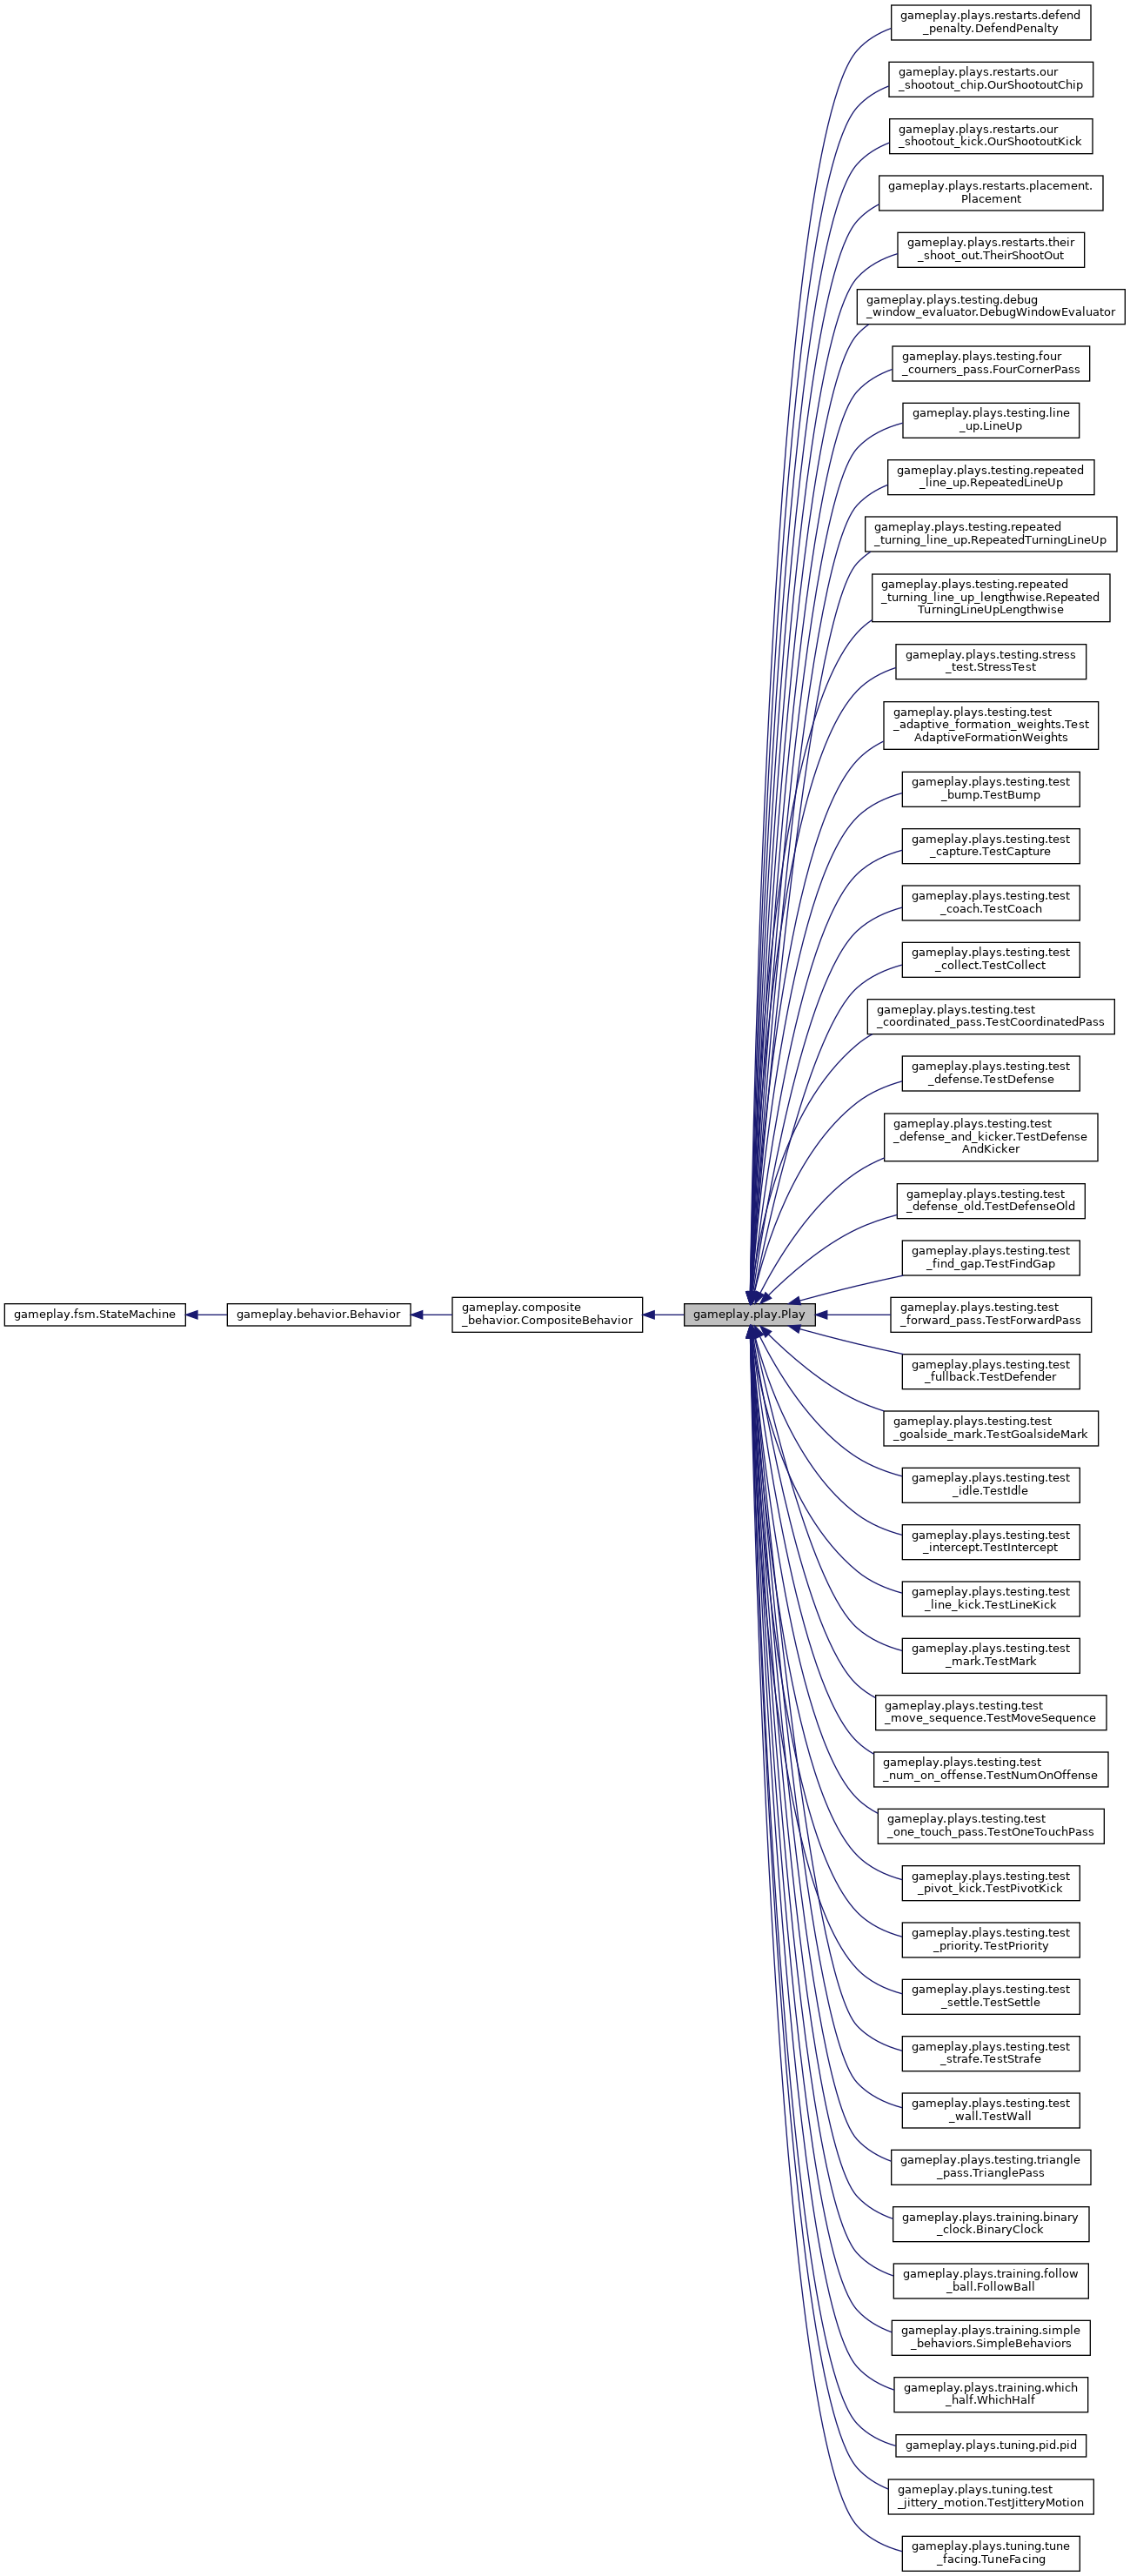 gameplay.plays.restarts.defend
_penalty.DefendPenalty
gameplay.plays.restarts.our
_shootout_chip.OurShootoutChip
gameplay.plays.restarts.our
_shootout_kick.OurShootoutKick
gameplay.plays.restarts.placement.
Placement
gameplay.plays.restarts.their
_shoot_out.TheirShootOut
gameplay.plays.testing.debug
_window_evaluator.DebugWindowEvaluator
gameplay.plays.testing.four
_courners_pass.FourCornerPass
gameplay.plays.testing.line
_up.LineUp
gameplay.plays.testing.repeated
_line_up.RepeatedLineUp
gameplay.plays.testing.repeated
_turning_line_up.RepeatedTurningLineUp
gameplay.plays.testing.repeated
_turning_line_up_lengthwise.Repeated
TurningLineUpLengthwise
gameplay.plays.testing.stress
_test.StressTest
gameplay.plays.testing.test
_adaptive_formation_weights.Test
AdaptiveFormationWeights
gameplay.plays.testing.test
_bump.TestBump
gameplay.plays.testing.test
_capture.TestCapture
gameplay.plays.testing.test
_coach.TestCoach
gameplay.plays.testing.test
_collect.TestCollect
gameplay.plays.testing.test
_coordinated_pass.TestCoordinatedPass
gameplay.plays.testing.test
_defense.TestDefense
gameplay.plays.testing.test
_defense_and_kicker.TestDefense
AndKicker
gameplay.plays.testing.test
_defense_old.TestDefenseOld
gameplay.plays.testing.test
_find_gap.TestFindGap
gameplay.fsm.StateMachine
gameplay.behavior.Behavior
gameplay.composite
_behavior.CompositeBehavior
gameplay.play.Play
gameplay.plays.testing.test
_forward_pass.TestForwardPass
gameplay.plays.testing.test
_fullback.TestDefender
gameplay.plays.testing.test
_goalside_mark.TestGoalsideMark
gameplay.plays.testing.test
_idle.TestIdle
gameplay.plays.testing.test
_intercept.TestIntercept
gameplay.plays.testing.test
_line_kick.TestLineKick
gameplay.plays.testing.test
_mark.TestMark
gameplay.plays.testing.test
_move_sequence.TestMoveSequence
gameplay.plays.testing.test
_num_on_offense.TestNumOnOffense
gameplay.plays.testing.test
_one_touch_pass.TestOneTouchPass
gameplay.plays.testing.test
_pivot_kick.TestPivotKick
gameplay.plays.testing.test
_priority.TestPriority
gameplay.plays.testing.test
_settle.TestSettle
gameplay.plays.testing.test
_strafe.TestStrafe
gameplay.plays.testing.test
_wall.TestWall
gameplay.plays.testing.triangle
_pass.TrianglePass
gameplay.plays.training.binary
_clock.BinaryClock
gameplay.plays.training.follow
_ball.FollowBall
gameplay.plays.training.simple
_behaviors.SimpleBehaviors
gameplay.plays.training.which
_half.WhichHalf
gameplay.plays.tuning.pid.pid
gameplay.plays.tuning.test
_jittery_motion.TestJitteryMotion
gameplay.plays.tuning.tune
_facing.TuneFacing